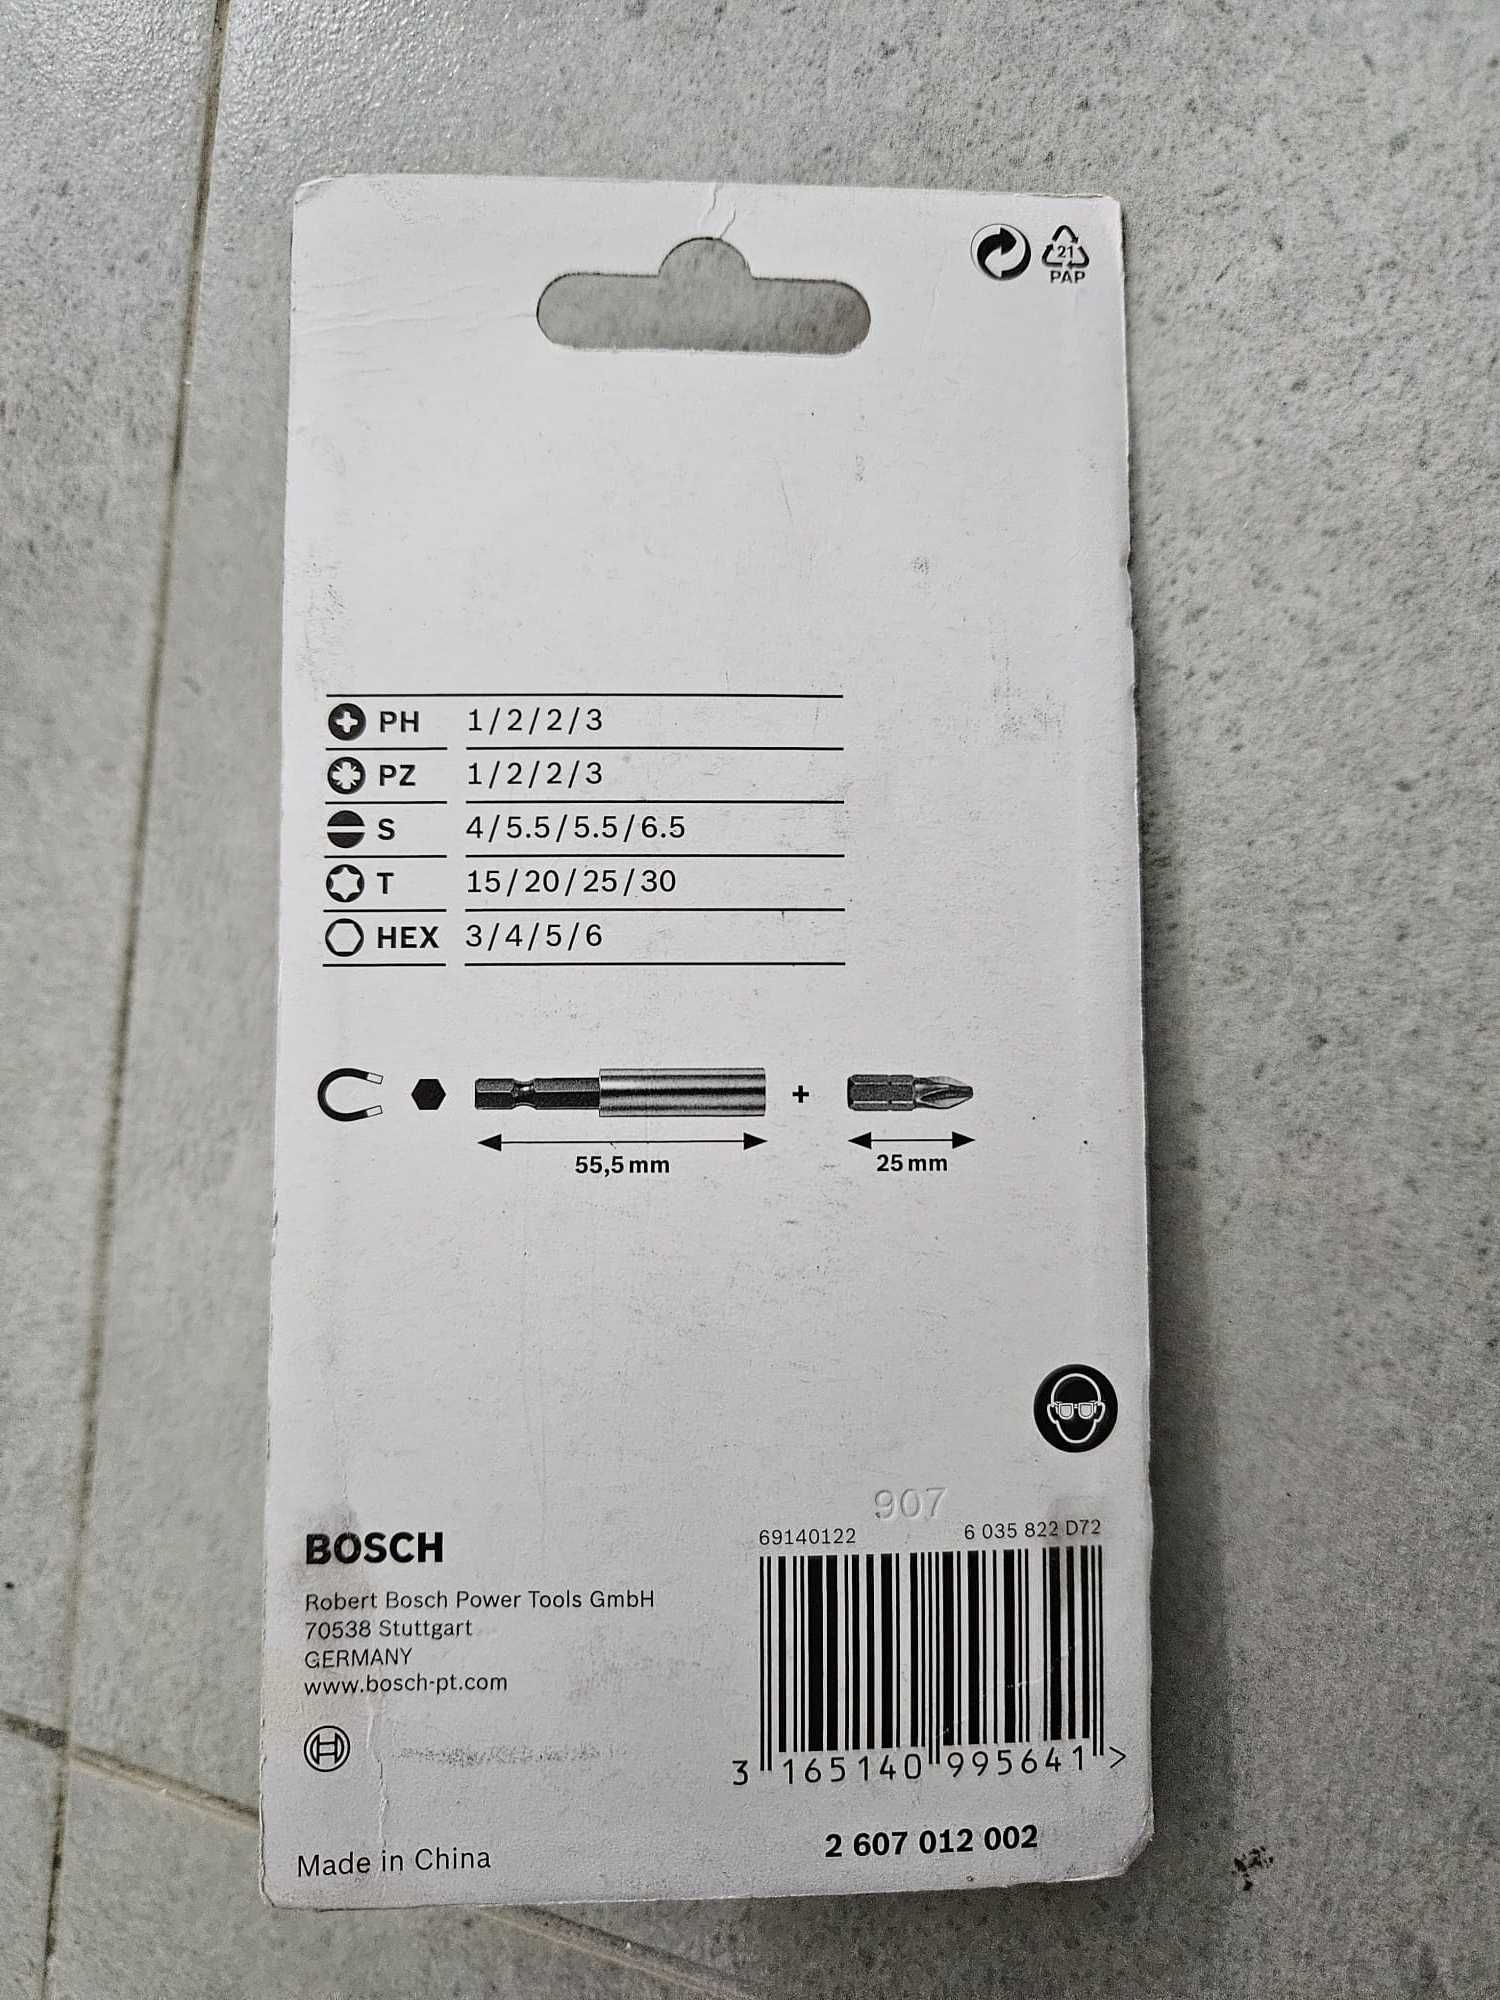 21
PAP
PH 1/2/2/3
PZ 1/2/2/3
S 4/5.5/5.5/6.5
T 15/20/25/30
HEX 3/4/5/6
+
55,5 mm
25 mm
907
69140122 6 035 822 D72
BOSCH
Robert Bosch Power Tools GmbH
70538 Stuttgart
GERMANY
www.bosch-pt.com
3 165140 995641 >
2 607 012 002
Made in China